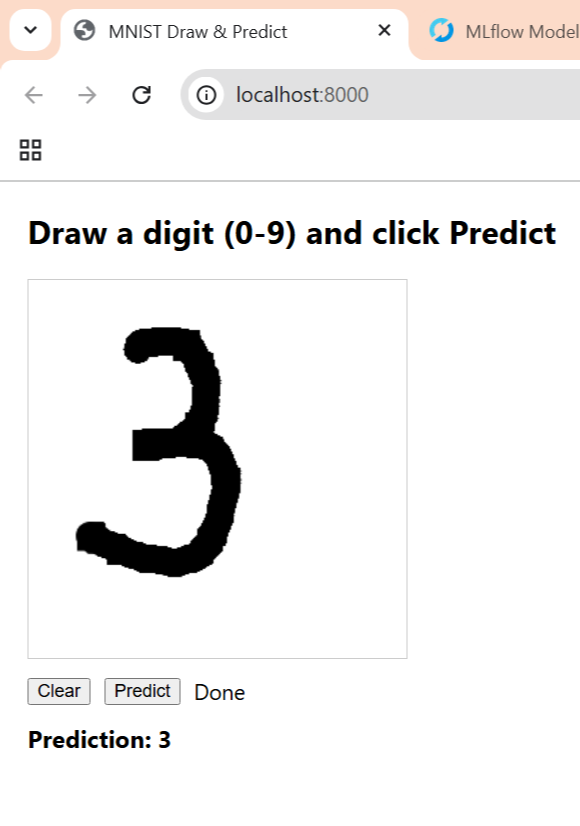 MNIST Draw & Predict
MLflow Model
localhost:8000
Draw a digit (0-9) and click Predict
3
Clear Predict Done
Prediction: 3